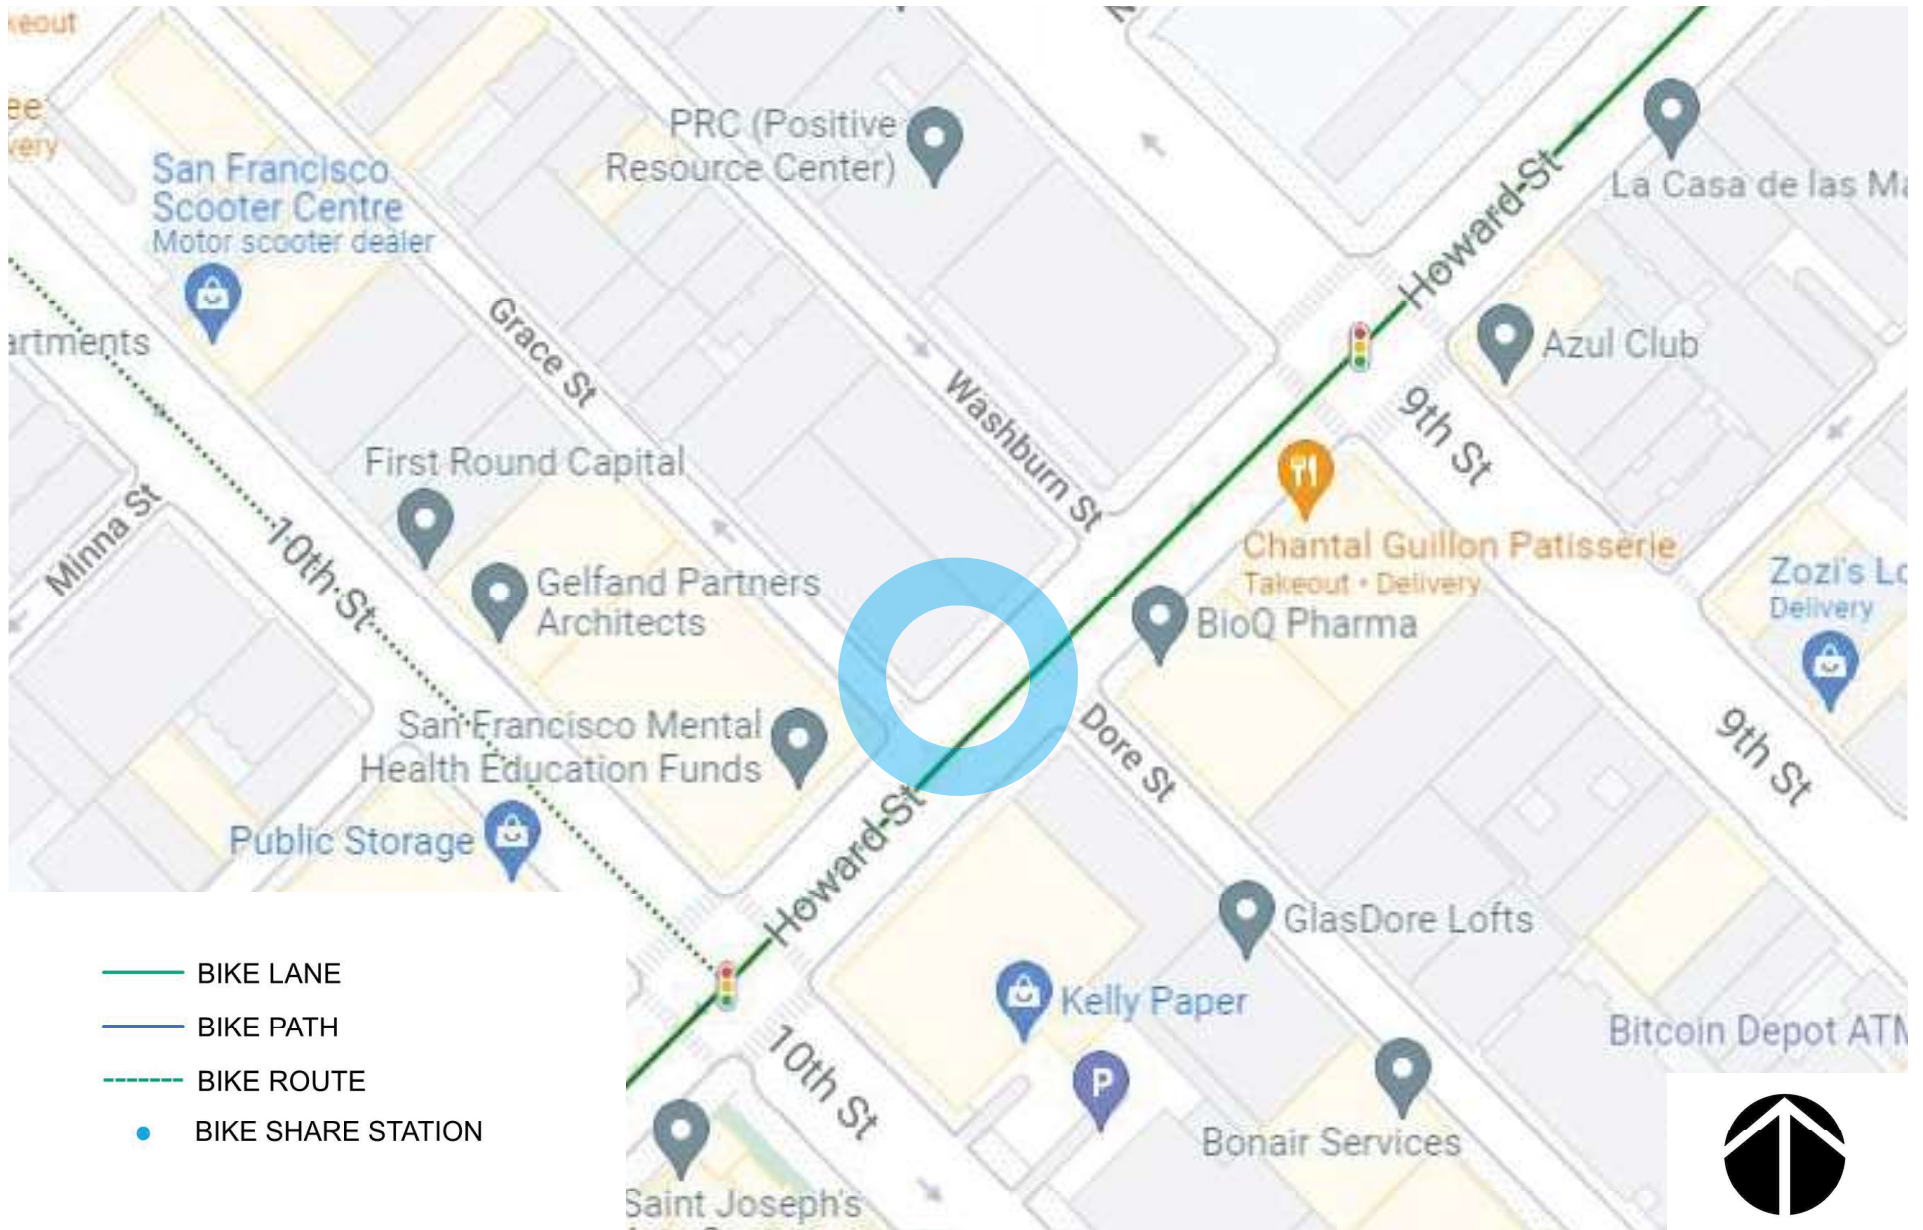 keout
ee
very
PRC (Positive
Resource Center)
San Francisco
Scooter Centre
Motor scooter dealer
La Casa de las Ma
Howard St
Azul Club
artments
Grace St
Washburn St
9th St
First Round Capital
Minna St
10th St
Chantal Guillon Patisserie
Takeout • Delivery
Zozi's Lo
Delivery
Gelfand Partners
Architects
BioQ Pharma
San Francisco Mental
Health Education Funds
Dore St
9th St
Public Storage
Howard St
GlasDore Lofts
Kelly Paper
Bitcoin Depot ATM
10th St
P
Bonair Services
Saint Joseph's
BIKE LANE
BIKE PATH
BIKE ROUTE
BIKE SHARE STATION